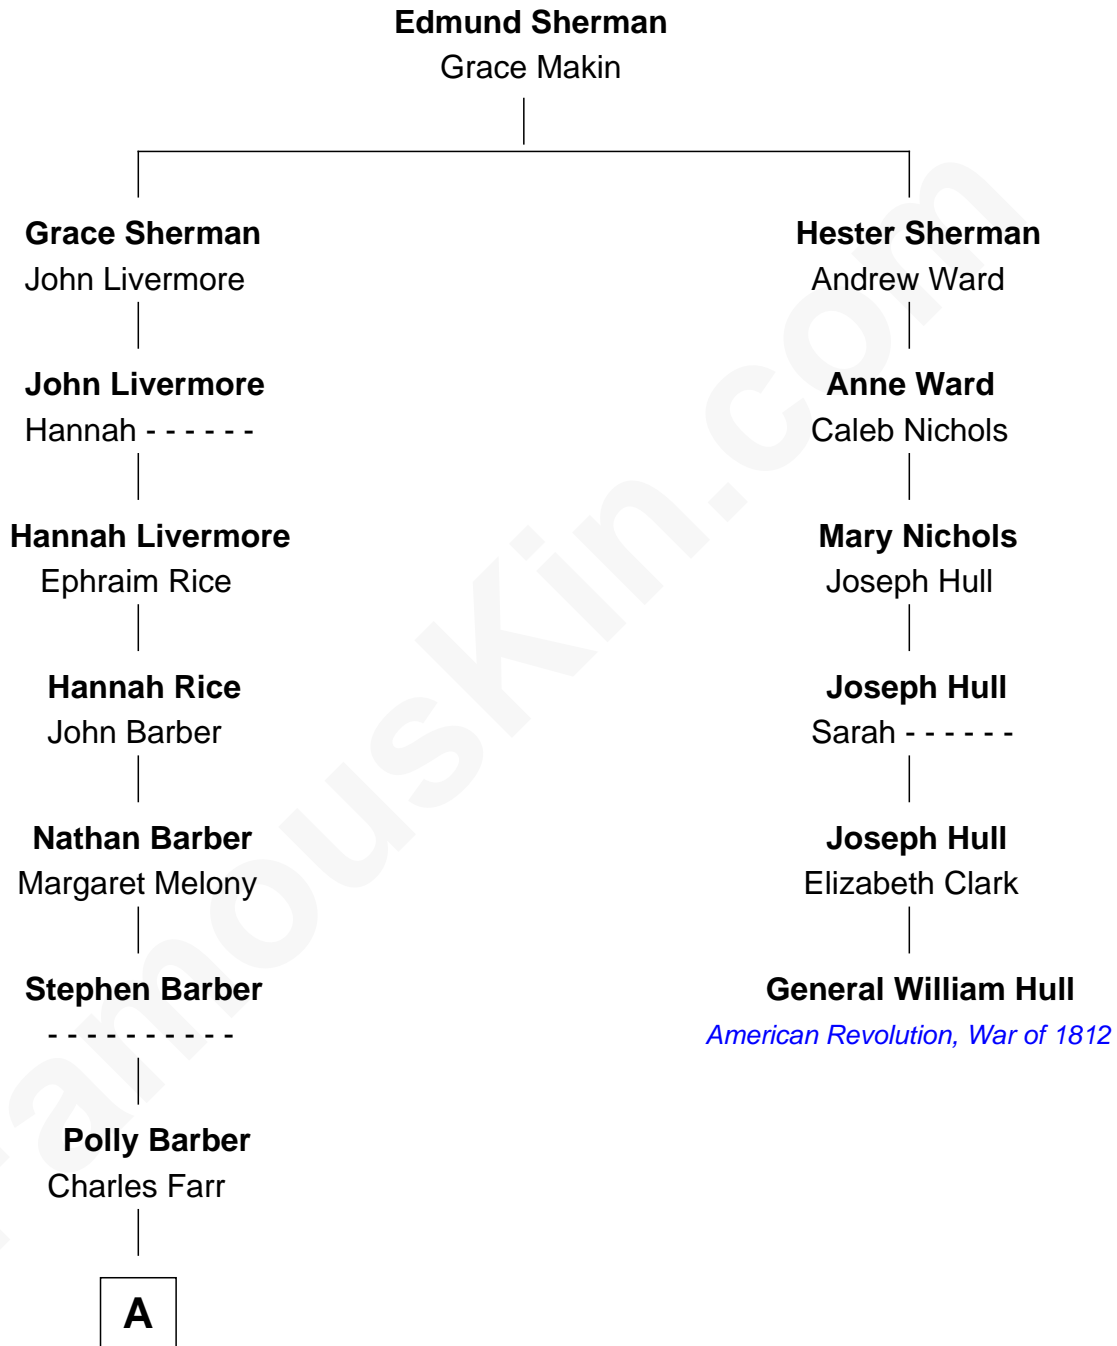 Edmund Sherman
Grace Makin
Grace Sherman
John Livermore
John Livermore
Hannah - - - - - -
Hannah Livermore
Ephraim Rice
Hannah Rice
John Barber
Nathan Barber
Margaret Melony
Stephen Barber
- - - - - - - - - -
Polly Barber
Charles Farr
A
Hester Sherman
Andrew Ward
Anne Ward
Caleb Nichols
Mary Nichols
Joseph Hull
Joseph Hull
Sarah - - - - - -
Joseph Hull
Elizabeth Clark
General William Hull
American Revolution, War of 1812
FamousKin.com